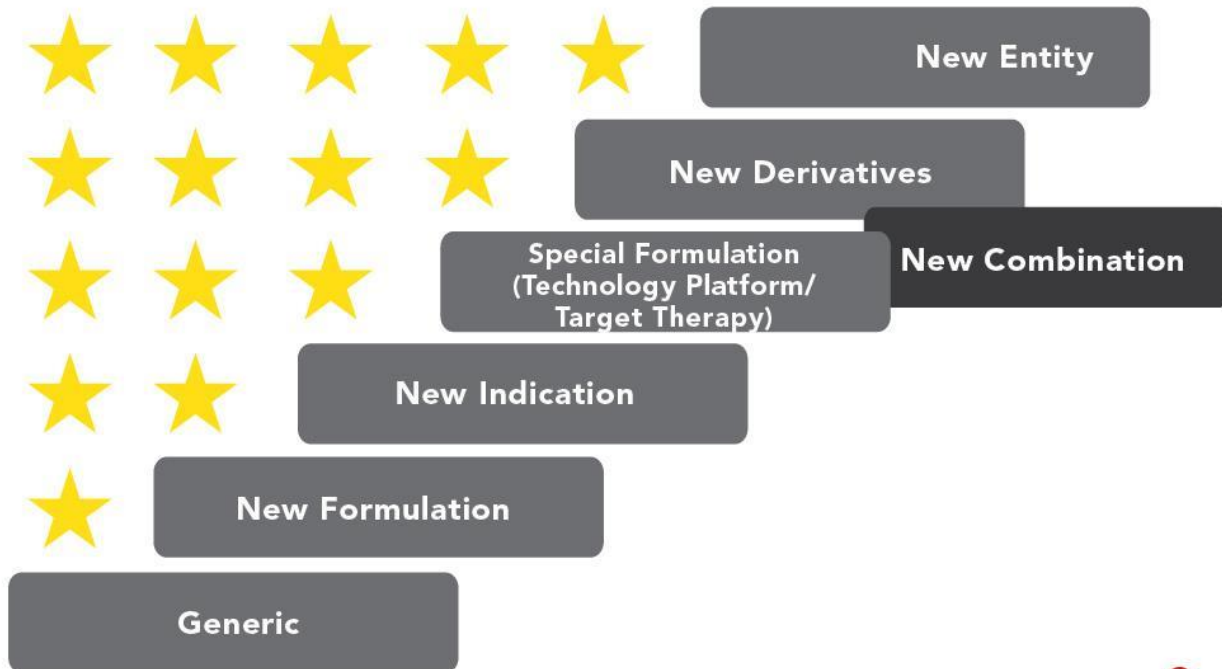 New Entity
New Derivatives
Special Formulation
(Technology Platform/
Target Therapy)
New Combination
New Indication
New Formulation
Generic